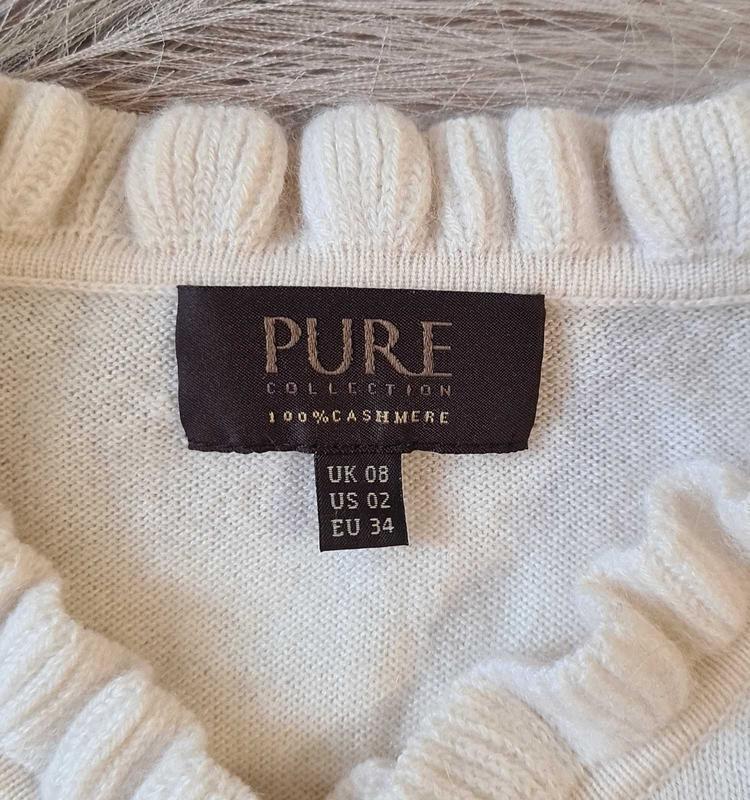 PURE
COLLECTION
100%CASHMERE
UK 08
US 02
EU 34